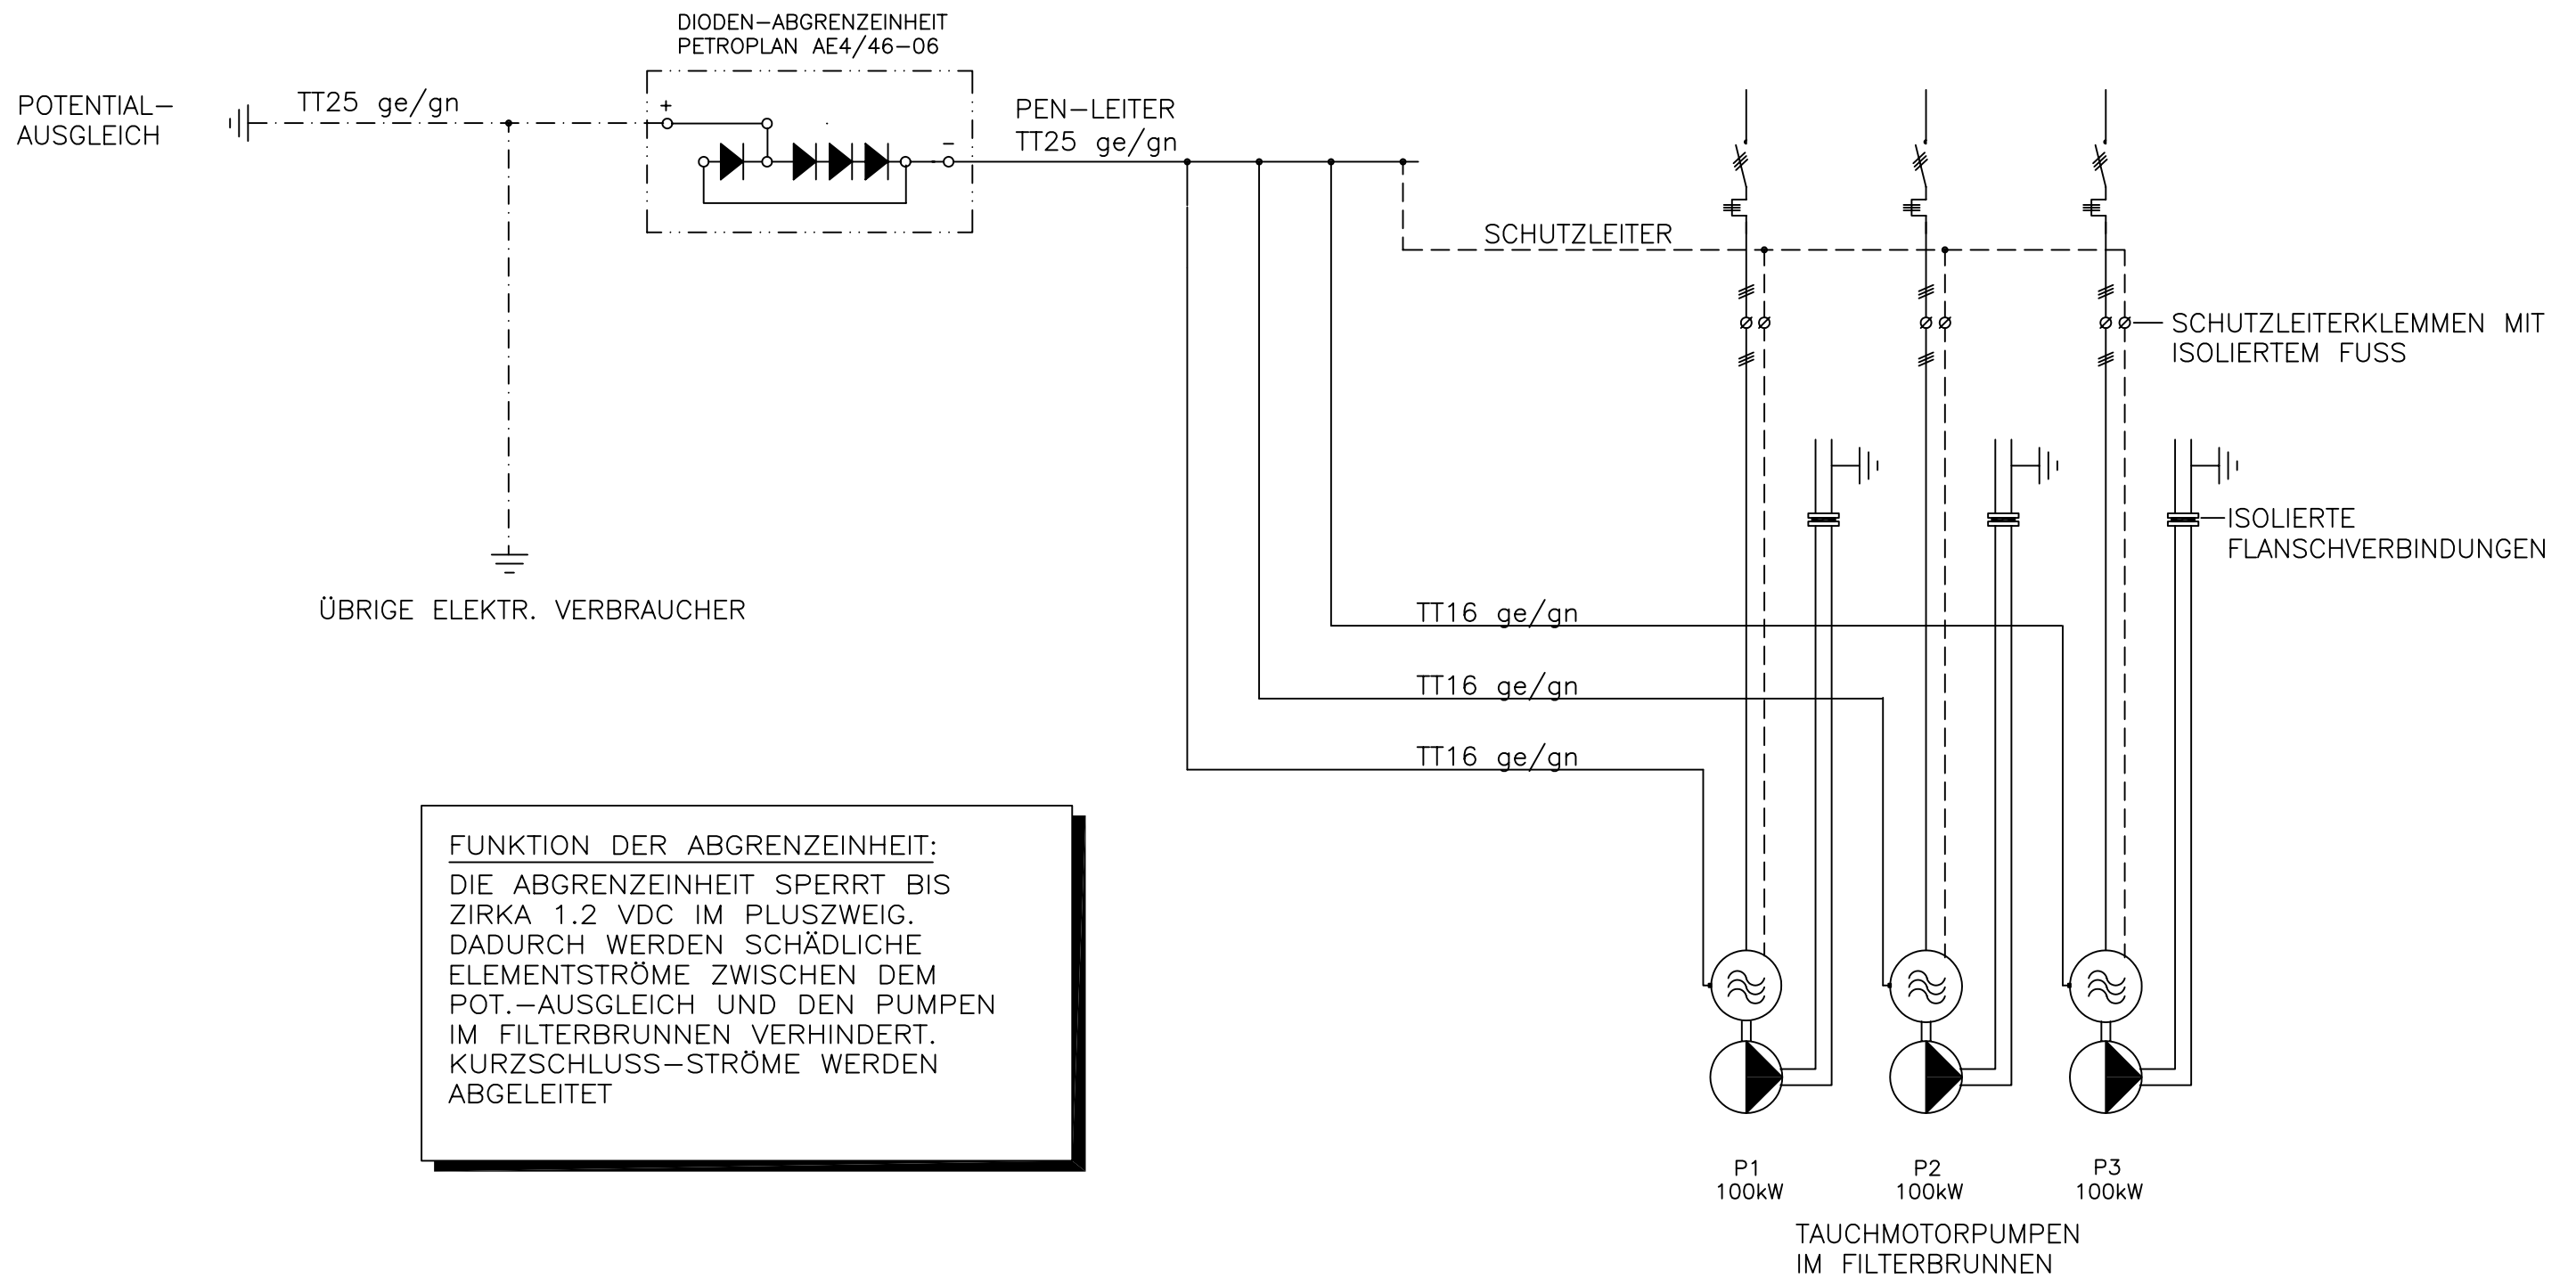 DIODEN-ABGRENZEINHEIT
PETROPLAN AE4/46-06
POTENTIAL-
AUSGLEICH
TT25 ge/gn
+
-
PEN-LEITER
TT25 ge/gn
SCHUTZLEITER
SCHUTZLEITERKLEMMEN MIT
ISOLIERTEM FUSS
ISOLIERTE
FLANSCHVERBINDUNGEN
ÜBRIGE ELEKTR. VERBRAUCHER
TT16 ge/gn
TT16 ge/gn
TT16 ge/gn
FUNKTION DER ABGRENZEINHEIT:
DIE ABGRENZEINHEIT SPERRT BIS
ZIRKA 1.2 VDC IM PLUSZWEIG.
DADURCH WERDEN SCHÄDLICHE
ELEMENTSTRÖME ZWISCHEN DEM
POT.-AUSGLEICH UND DEN PUMPEN
IM FILTERBRUNNEN VERHINDERT.
KURZSCHLUSS-STRÖME WERDEN
ABGELEITET
P1
100kW
P2
100kW
P3
100kW
TAUCHMOTORPUMPEN
IM FILTERBRUNNEN